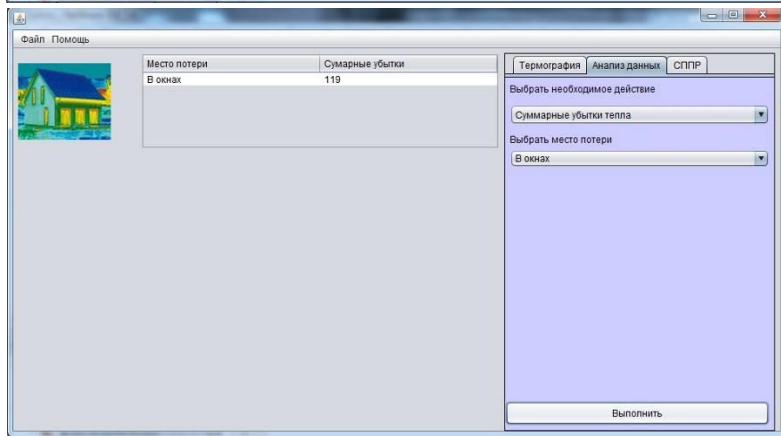 Файл Помощь
Место потери Сумарные убытки
В окнах 119
Термография Анализ данных СППР
Выбрать необходимое действие
Суммарные убытки тепла
Выбрать место потери
В окнах
Выполнить